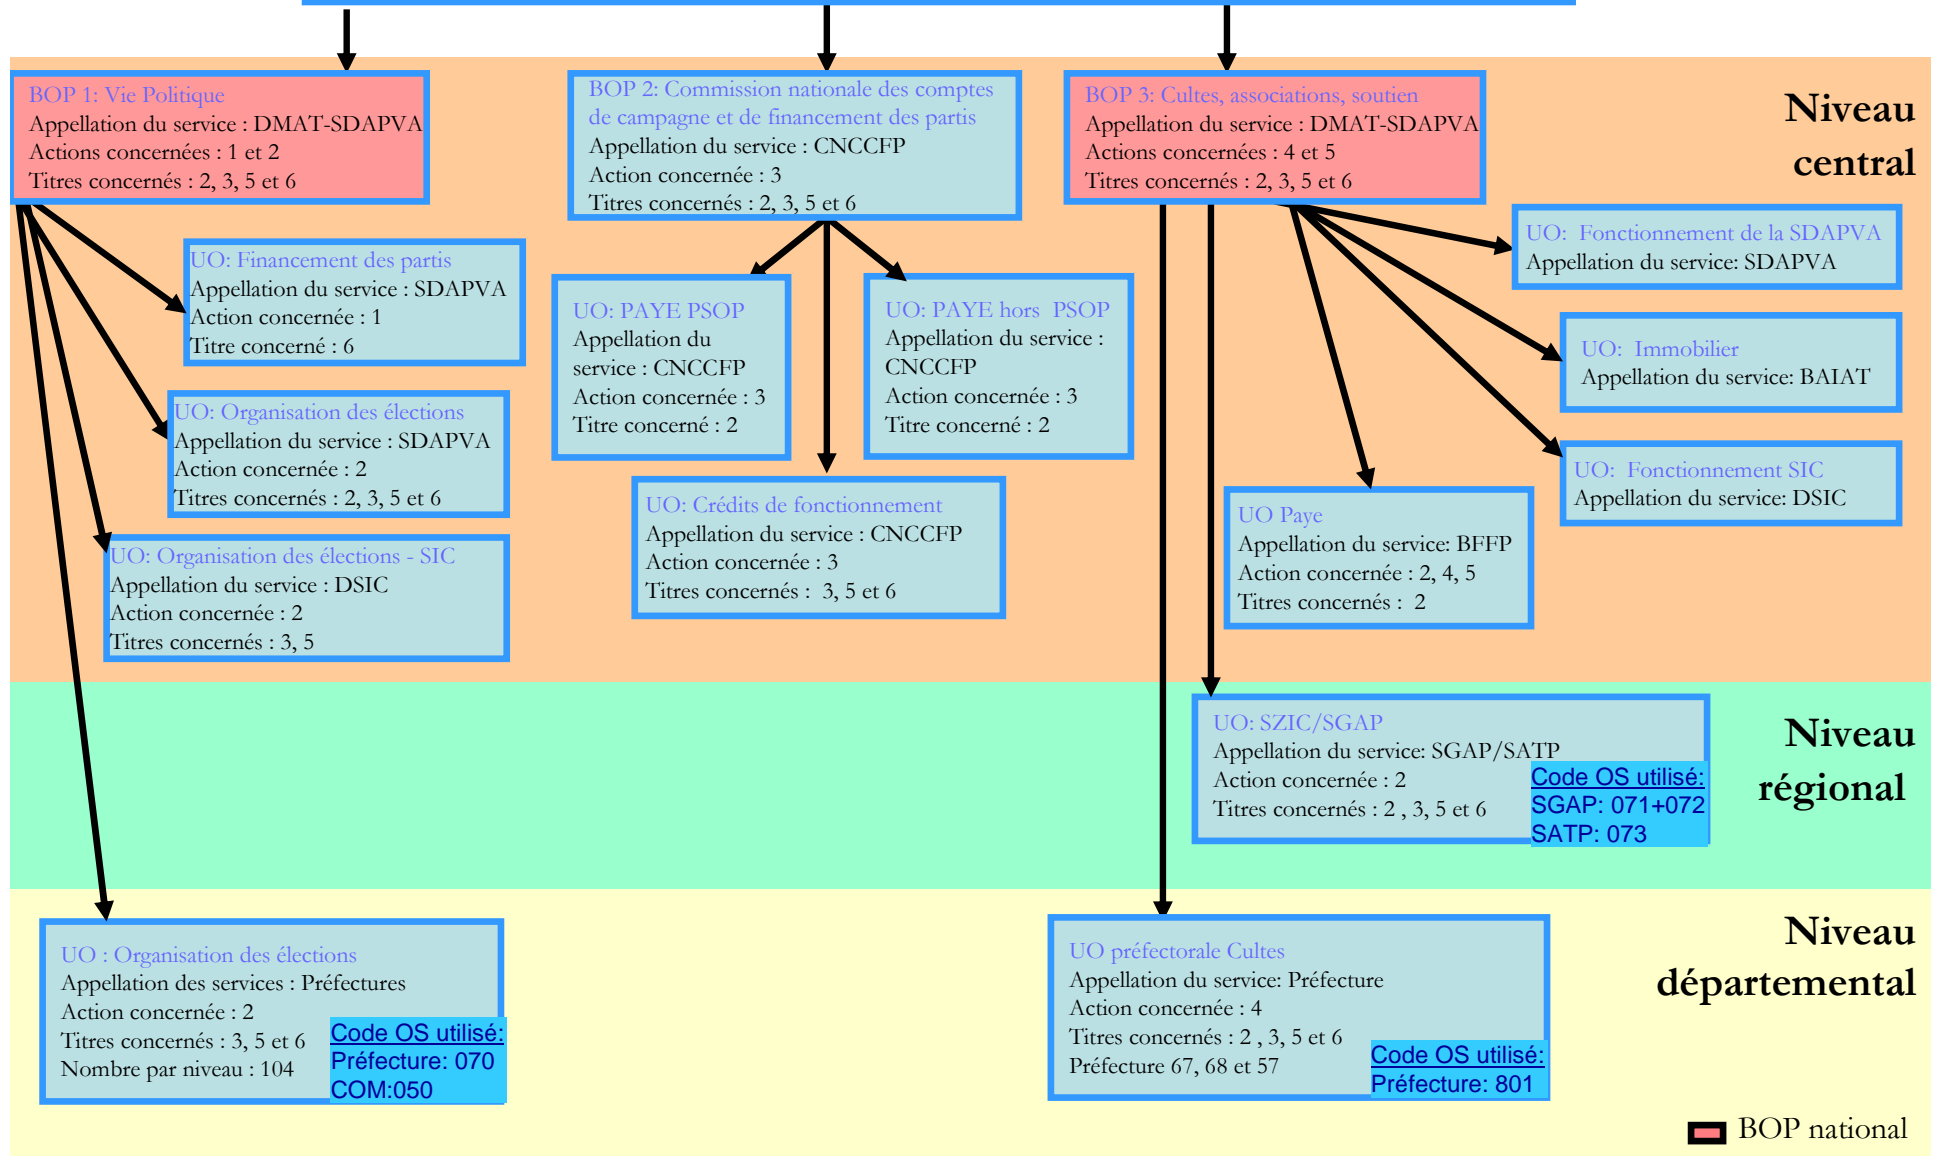 BOP 1: Vie Politique
Appellation du service : DMAT-SDAPVA
Actions concernées : 1 et 2
Titres concernés : 2, 3, 5 et 6
BOP 2: Commission nationale des comptes
de campagne et de financement des partis
Appellation du service : CNCCFP
Action concernée : 3
Titres concernés : 2, 3, 5 et 6
BOP 3: Cultes, associations, soutien
Appellation du service : DMAT-SDAPVA
Actions concernées : 4 et 5
Titres concernés : 2, 3, 5 et 6
Niveau
central
UO: Financement des partis
Appellation du service : SDAPVA
Action concernée : 1
Titre concerné : 6
UO: Organisation des élections
Appellation du service : SDAPVA
Action concernée : 2
Titres concernés : 2, 3, 5 et 6
UO: Organisation des élections - SIC
Appellation du service : DSIC
Action concernée : 2
Titres concernés : 3, 5
UO: PAYE PSOP
Appellation du
service : CNCCFP
Action concernée : 3
Titre concerné : 2
UO: PAYE hors  PSOP
Appellation du service :
CNCCFP
Action concernée : 3
Titre concerné : 2
UO: Crédits de fonctionnement
Appellation du service : CNCCFP
Action concernée : 3
Titres concernés :  3, 5 et 6
UO:  Fonctionnement de la SDAPVA
Appellation du service: SDAPVA
UO:  Immobilier
Appellation du service: BAIAT
UO:  Fonctionnement SIC
Appellation du service: DSIC
UO Paye
Appellation du service: BFFP
Action concernée : 2, 4, 5
Titres concernés :  2
UO: SZIC/SGAP
Appellation du service: SGAP/SATP
Action concernée : 2
Titres concernés : 2 , 3, 5 et 6
Code OS utilisé:
SGAP: 071+072
SATP: 073
Niveau
régional
UO : Organisation des élections
Appellation des services : Préfectures
Action concernée : 2
Titres concernés : 3, 5 et 6
Nombre par niveau : 104
Code OS utilisé:
Préfecture: 070
COM:050
UO préfectorale Cultes
Appellation du service: Préfecture
Action concernée : 4
Titres concernés : 2 , 3, 5 et 6
Préfecture 67, 68 et 57
Code OS utilisé:
Préfecture: 801
Niveau
départemental
BOP national